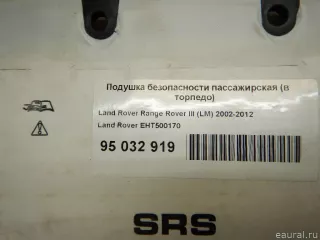 Подушка безопасности пассажирская (в
торпедо)
Land Rover Range Rover III (LM) 2002-2012
Land Rover EHT500170
95 032 919
SRS
eaural.ru